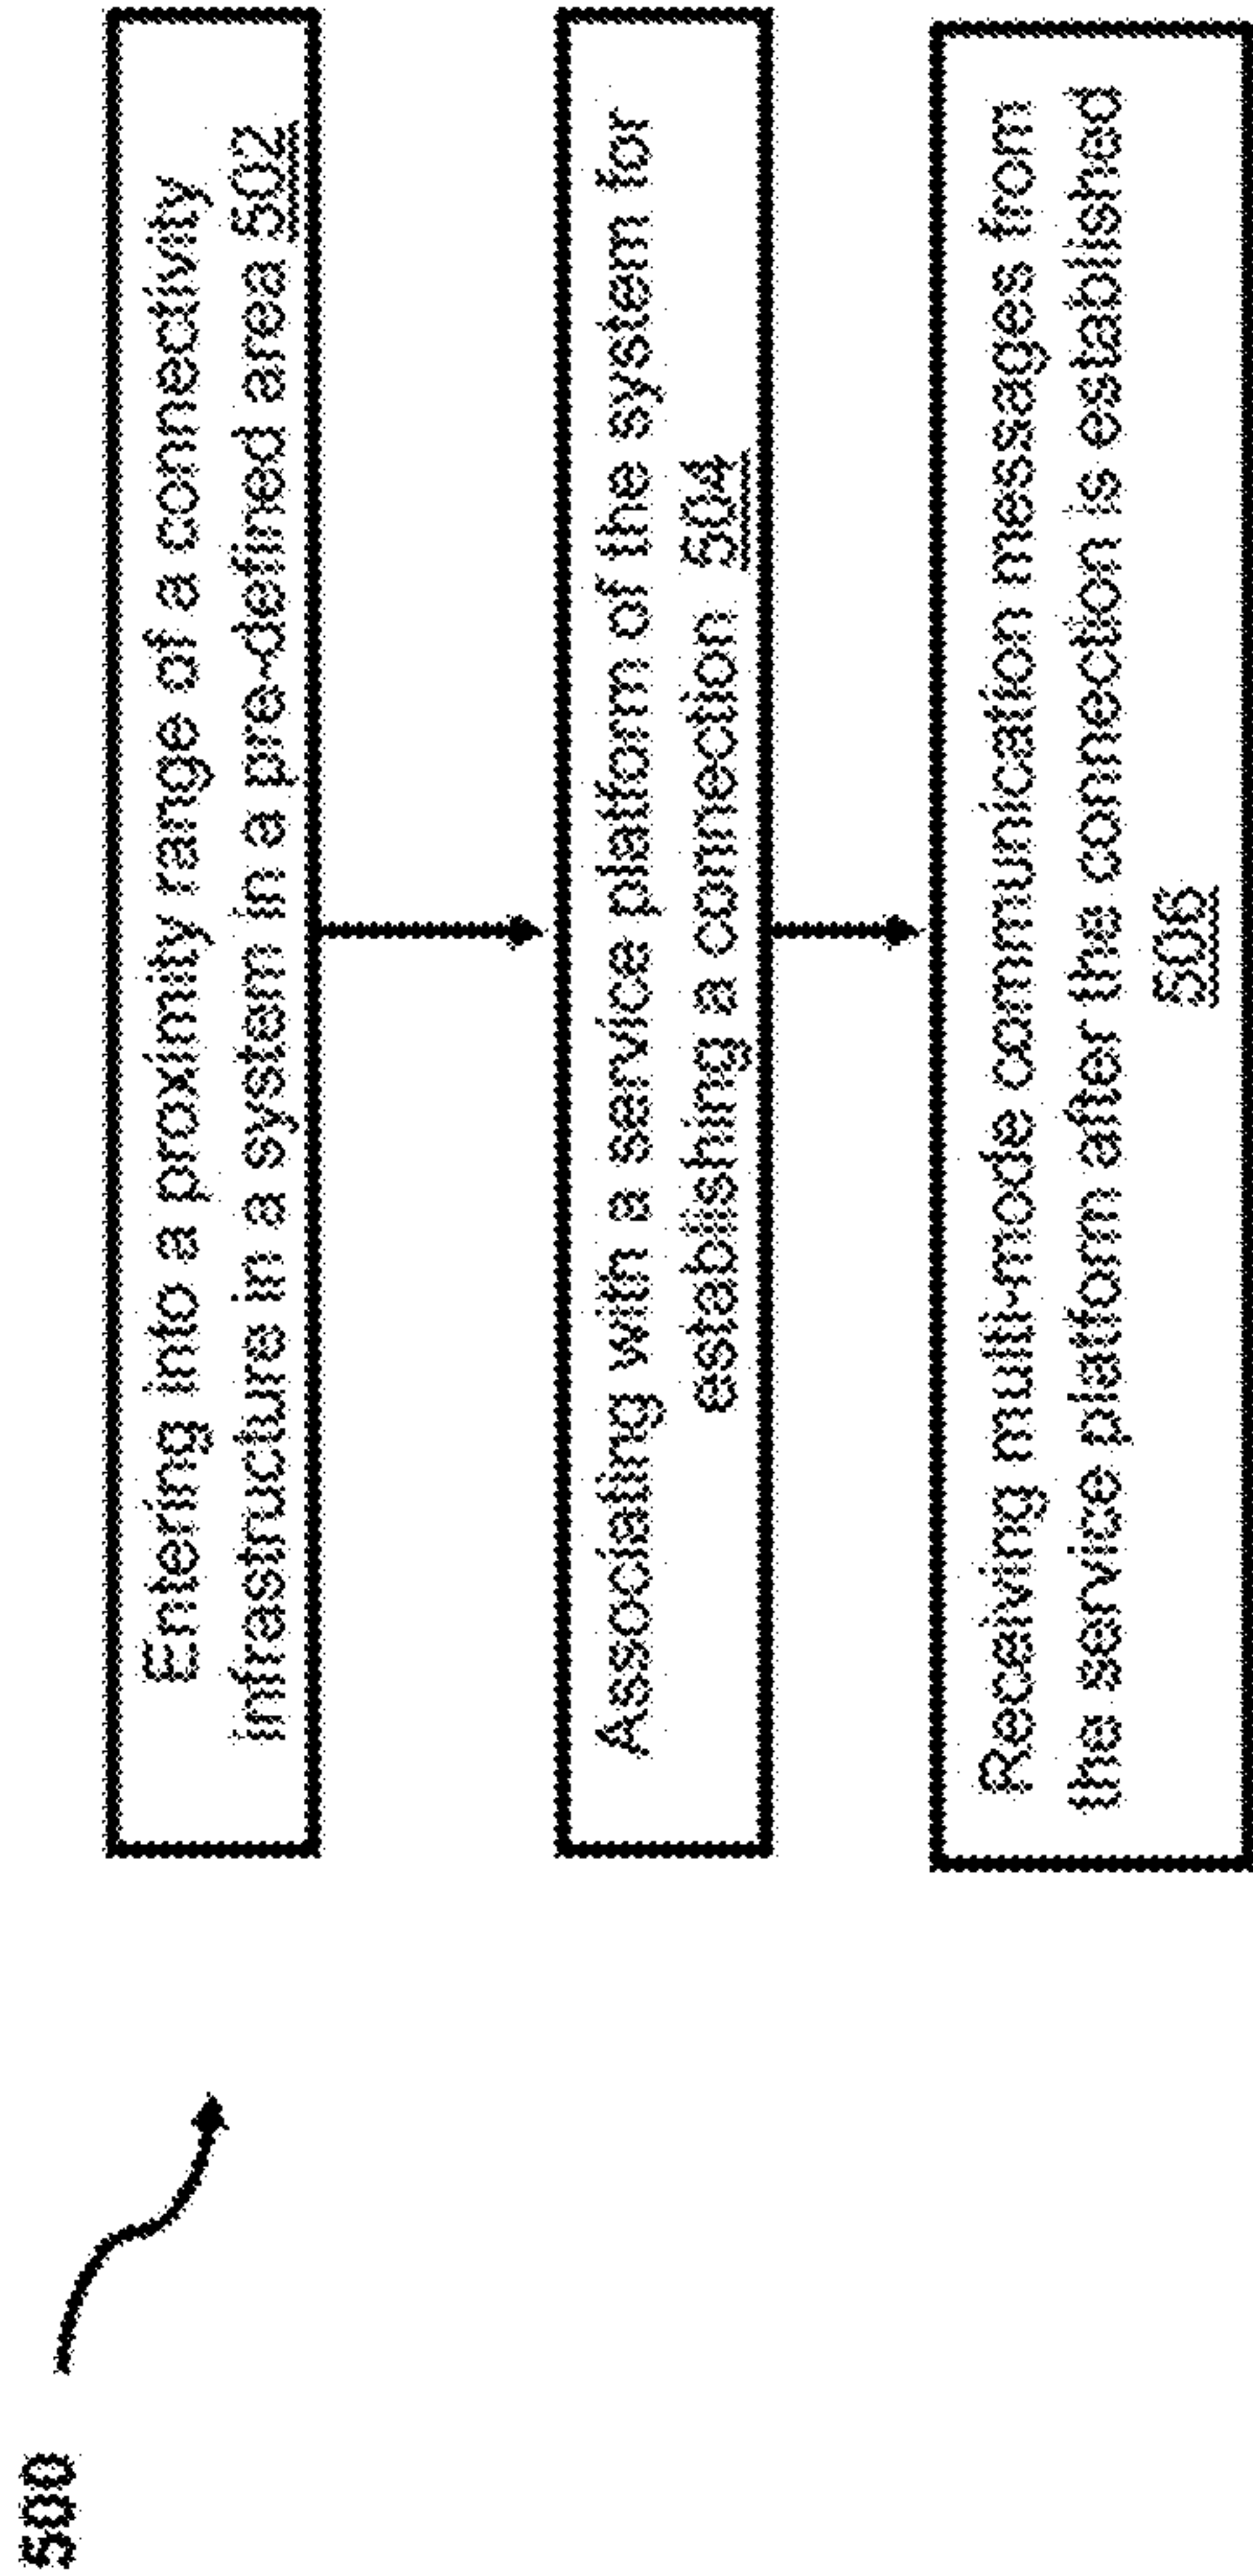 500
Entering into a proximity range of a connectivity
infrastructure in a system in a pre-defined area 502
Associating with a service platform of the system for
establishing a connection 504
Receiving multi-mode communication messages from
the service platform after the connection is established
506